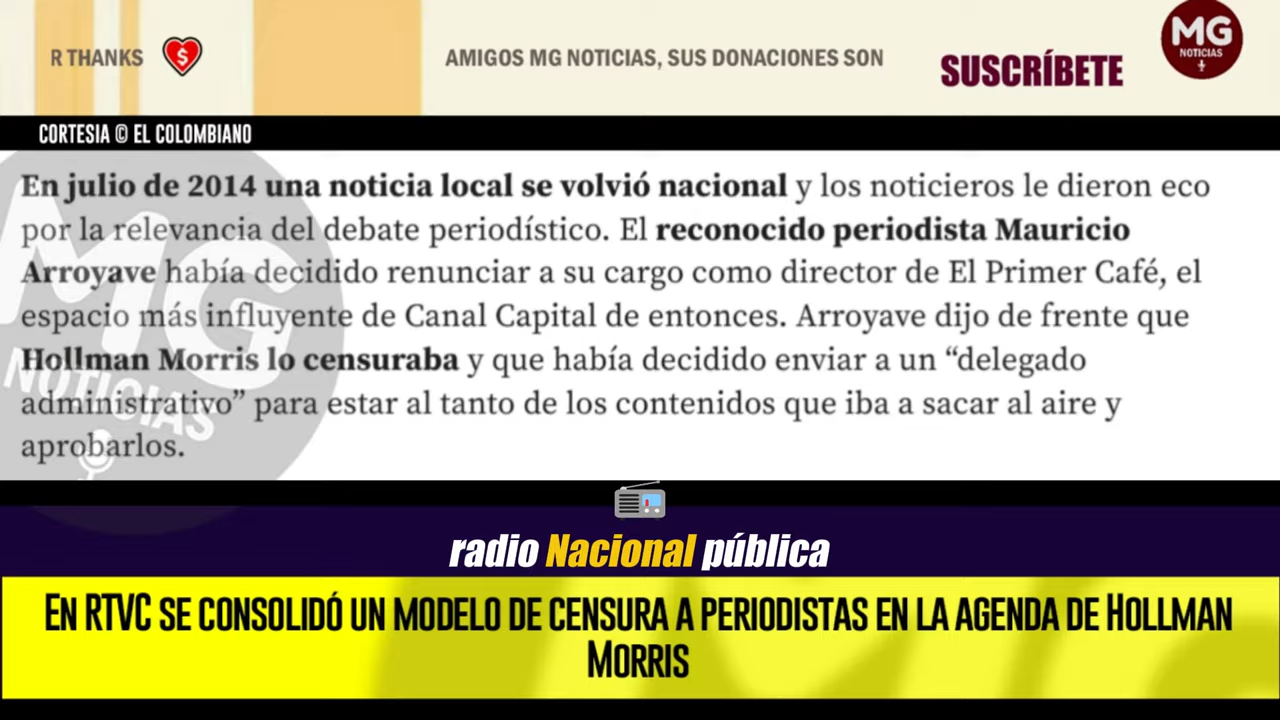 R THANKS
AMIGOS MG NOTICIAS, SUS DONACIONES SON
SUSCRÍBETE
MG
NOTICIAS
CORTESIA © EL COLOMBIANO
En julio de 2014 una noticia local se volvió nacional y los noticieros le dieron eco
por la relevancia del debate periodístico. El reconocido periodista Mauricio
Arroyave había decidido renunciar a su cargo como director de El Primer Café, el
espacio más influyente de Canal Capital de entonces. Arroyave dijo de frente que
Hollman Morris lo censuraba y que había decidido enviar a un “delegado
administrativo” para estar al tanto de los contenidos que iba a sacar al aire y
aprobarlos.
MG
NOTICIAS
radio Nacional pública
EN RTVC SE CONSOLIDÓ UN MODELO DE CENSURA A PERIODISTAS EN LA AGENDA DE HOLLMAN
MORRIS